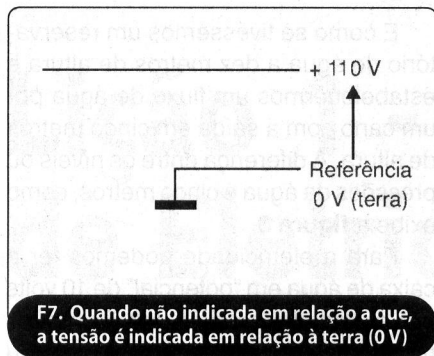 + 110 V
Referência
0 V (terra)
F7. Quando não indicada em relação a que,
a tensão é indicada em relação à terra (0 V)